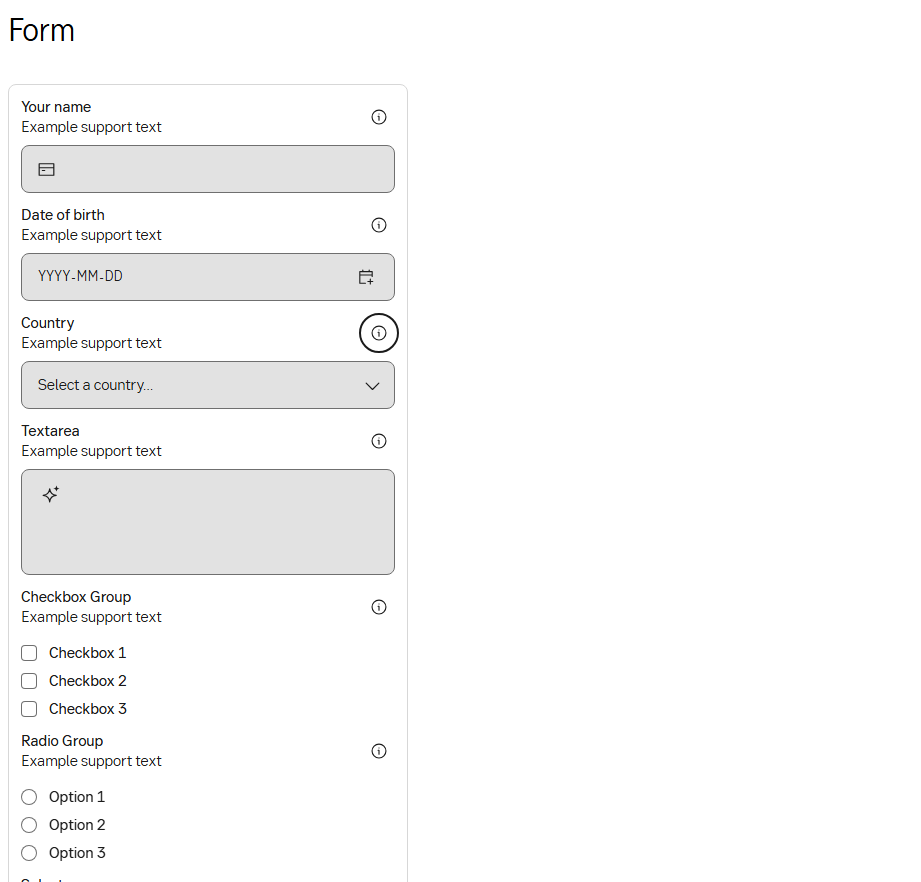 Form
Your name
Example support text
Date of birth
Example support text
YYYY-MM-DD
Country
Example support text
Select a country...
Textarea
Example support text
Checkbox Group
Example support text
Checkbox 1
Checkbox 2
Checkbox 3
Radio Group
Example support text
Option 1
Option 2
Option 3